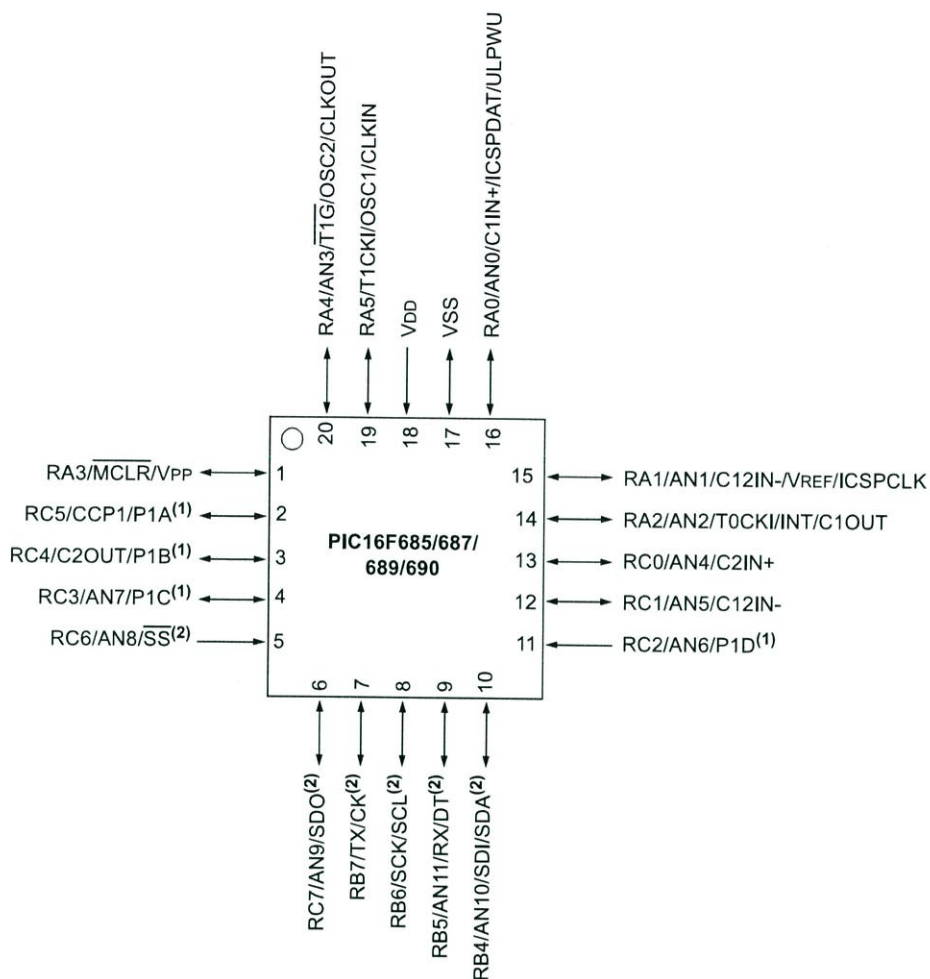 RA4/AN3/T1G/OSC2/CLKOUT
RA5/T1CKI/OSC1/CLKIN
VDD
VSS
RA0/AN0/C1IN+/ICSPDAT/ULPWU
20
19
18
17
16
RA3/MCLR/VPP
1
RC5/CCP1/P1A(1)
2
RC4/C2OUT/P1B(1)
3
RC3/AN7/P1C(1)
4
RC6/AN8/SS(2)
5
PIC16F685/687/
689/690
15
RA1/AN1/C12IN-/VREF/ICSPCLK
14
RA2/AN2/T0CKI/INT/C1OUT
13
RC0/AN4/C2IN+
12
RC1/AN5/C12IN-
11
RC2/AN6/P1D(1)
6
7
8
9
10
RC7/AN9/SDO(2)
RB7/TX/CK(2)
RB6/SCK/SCL(2)
RB5/AN11/RX/DT(2)
RB4/AN10/SDI/SDA(2)